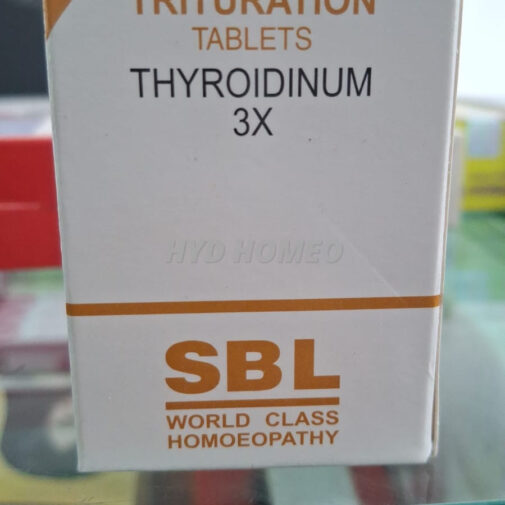 TRITURATION
TABLETS
THYROIDINUM
3X
HYD HOMEO
SBL
WORLD CLASS
HOMOEOPATHY